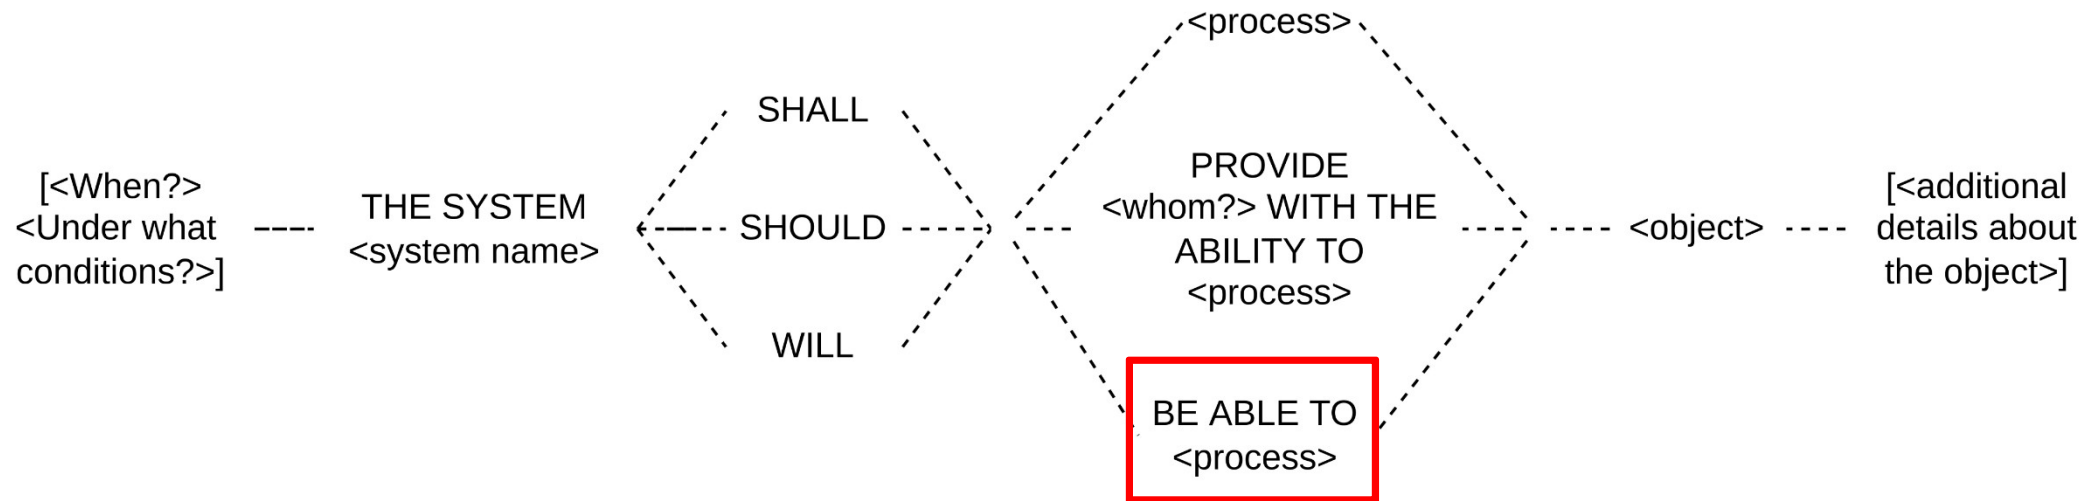 [<When?>
<Under what
conditions?>]
THE SYSTEM
<system name>
SHALL
SHOULD
WILL
<process>
PROVIDE
<whom?> WITH THE
ABILITY TO
<process>
BE ABLE TO
<process>
<object>
[<additional
details about
the object>]